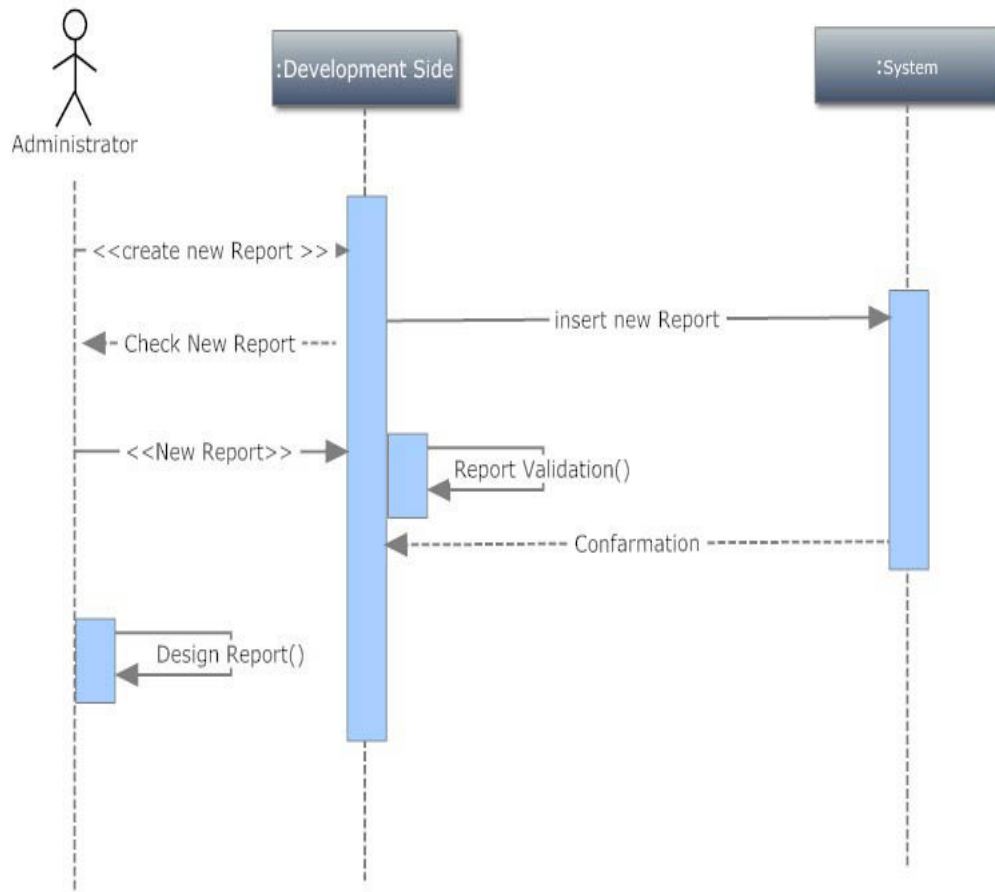 :Development Side
:System
Administrator
<<create new Report >>
insert new Report
Check New Report
<<New Report>>
Report Validation()
Confarmation
Design Report()